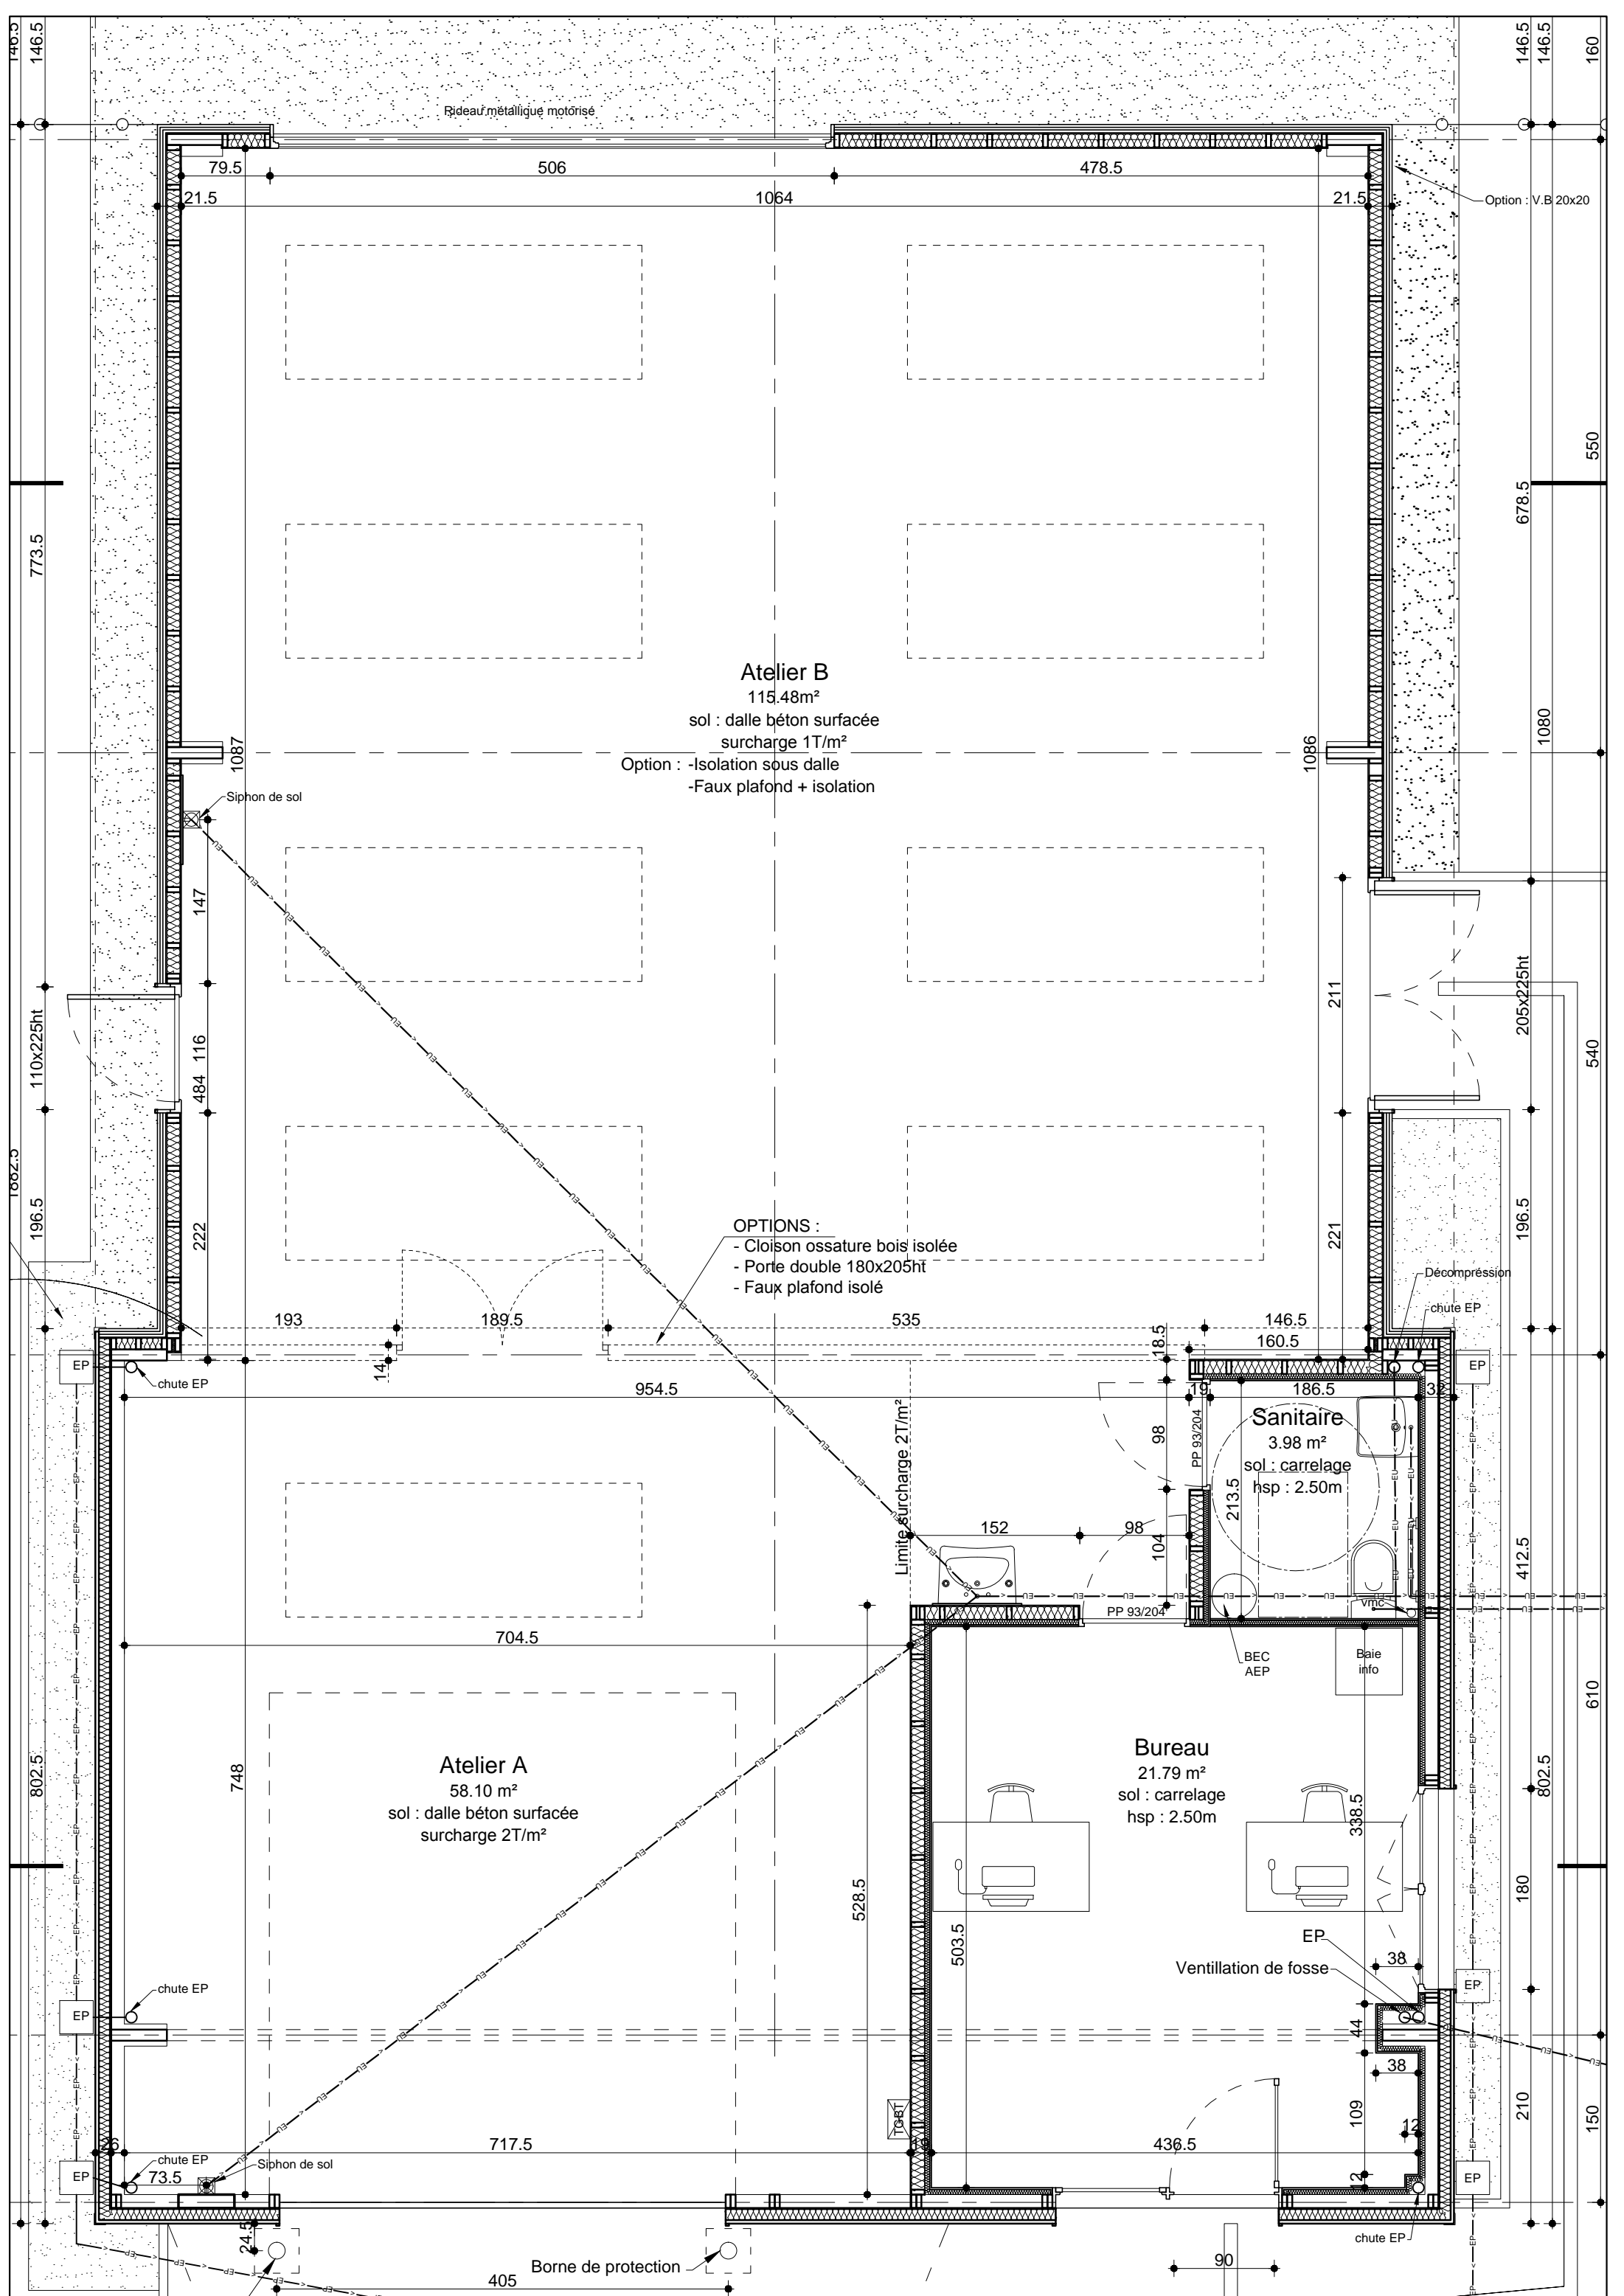 146.5
146.5
146.5
146.5
160
Rideau métallique motorisé
79.5
506
478.5
21.5
1064
21.5
Option : V.B 20x20
773.5
678.5
550
1080
1087
1086
Atelier B
115.48m²
sol : dalle béton surfacée
surcharge 1T/m²
Option : -Isolation sous dalle
-Faux plafond + isolation
Siphon de sol
147
116
484
222
110x225ht
1882.5
196.5
211
221
205x225ht
540
196.5
OPTIONS :
- Cloison ossature bois isolée
- Porte double 180x205ht
- Faux plafond isolé
Décompréssion
chute EP
193
189.5
535
146.5
160.5
18.5
14
EP
chute EP
EP
954.5
19
186.5
32
Limite surcharge 2T/m²
98
PP 93/204
Sanitaire
3.98 m²
sol : carrelage
hsp : 2.50m
213.5
152
98
104
412.5
PP 93/204
vmc
704.5
BEC
AEP
Baie
info
610
802.5
748
Atelier A
58.10 m²
sol : dalle béton surfacée
surcharge 2T/m²
Bureau
21.79 m²
sol : carrelage
hsp : 2.50m
338.5
802.5
528.5
503.5
180
EP
Ventillation de fosse
38
EP
chute EP
EP
44
38
109
12
210
150
TGBT
26
717.5
19
436.5
12
EP
chute EP
73.5
Siphon de sol
EP
chute EP
24.5
Borne de protection
405
90